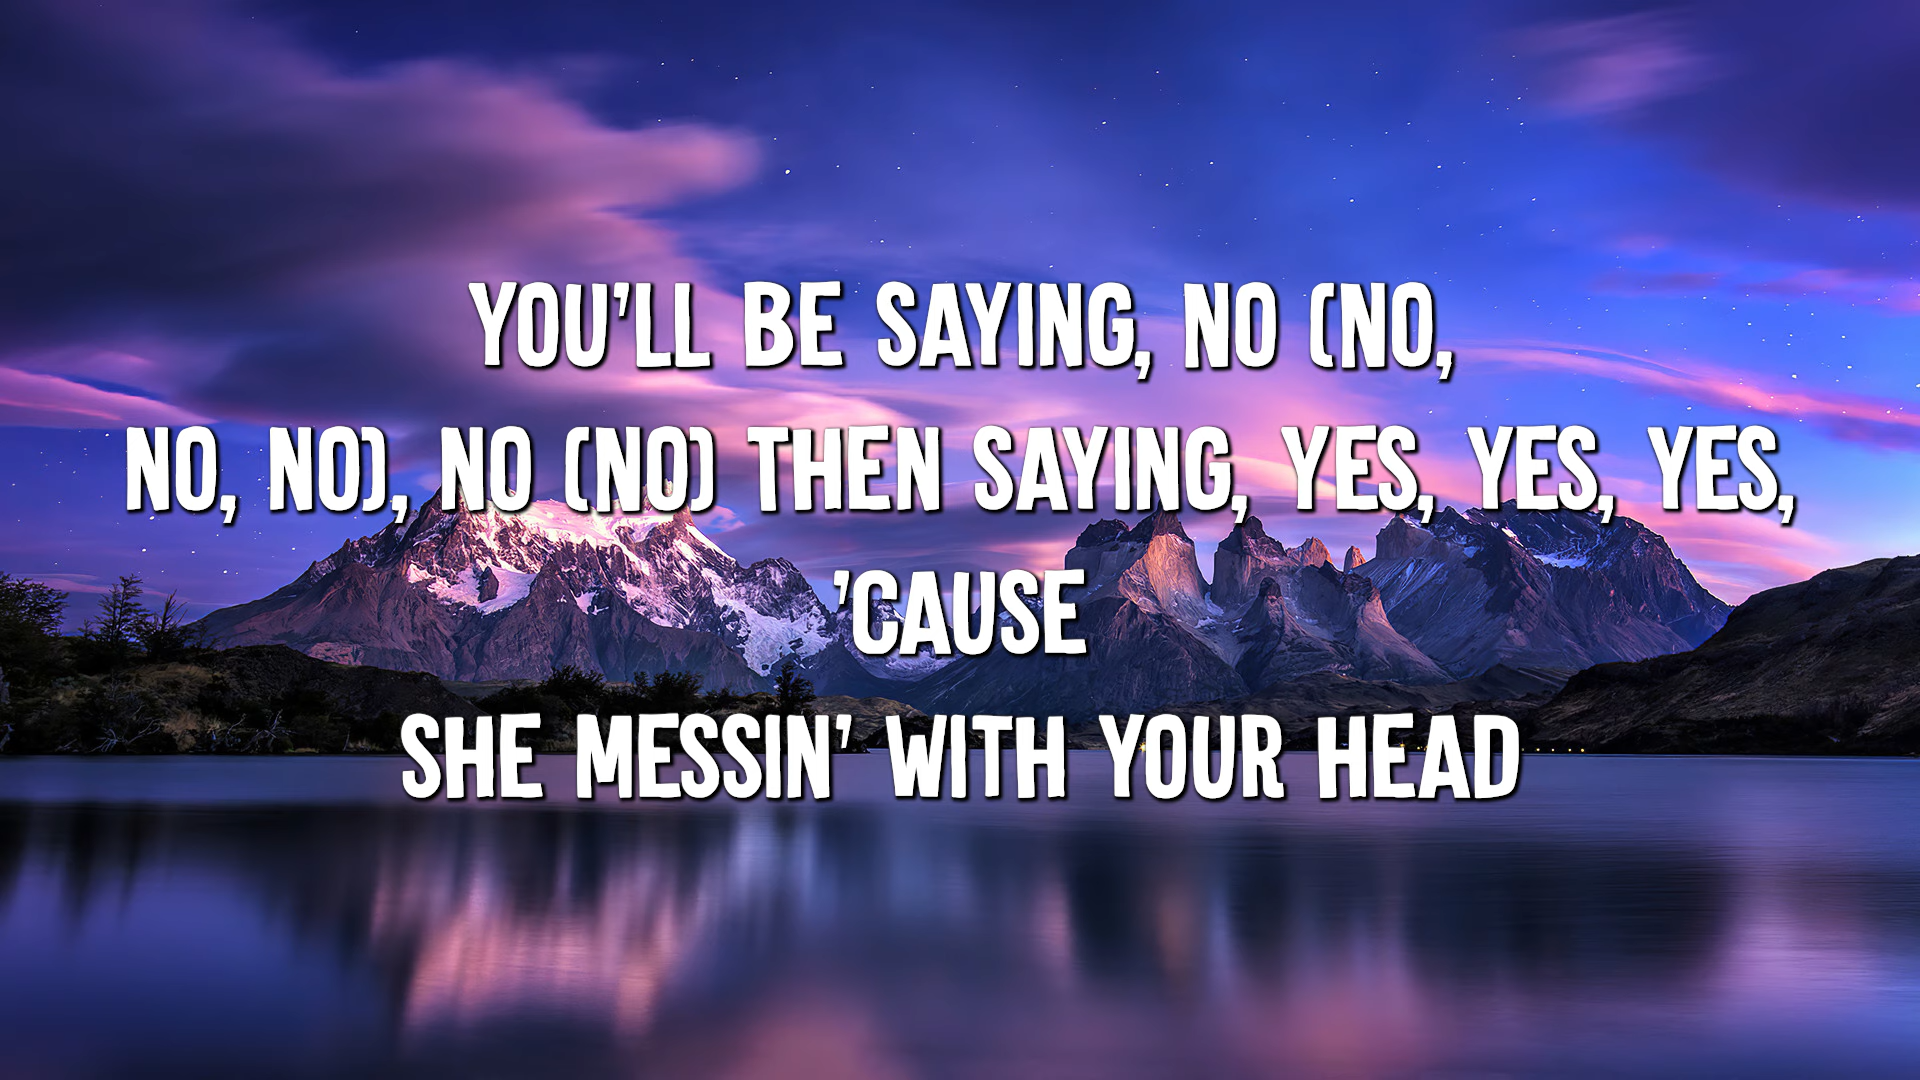 YOU'LL BE SAYING, NO (NO,
NO, NO), NO (NO) THEN SAYING, YES, YES, YES,
'CAUSE
SHE MESSIN' WITH YOUR HEAD